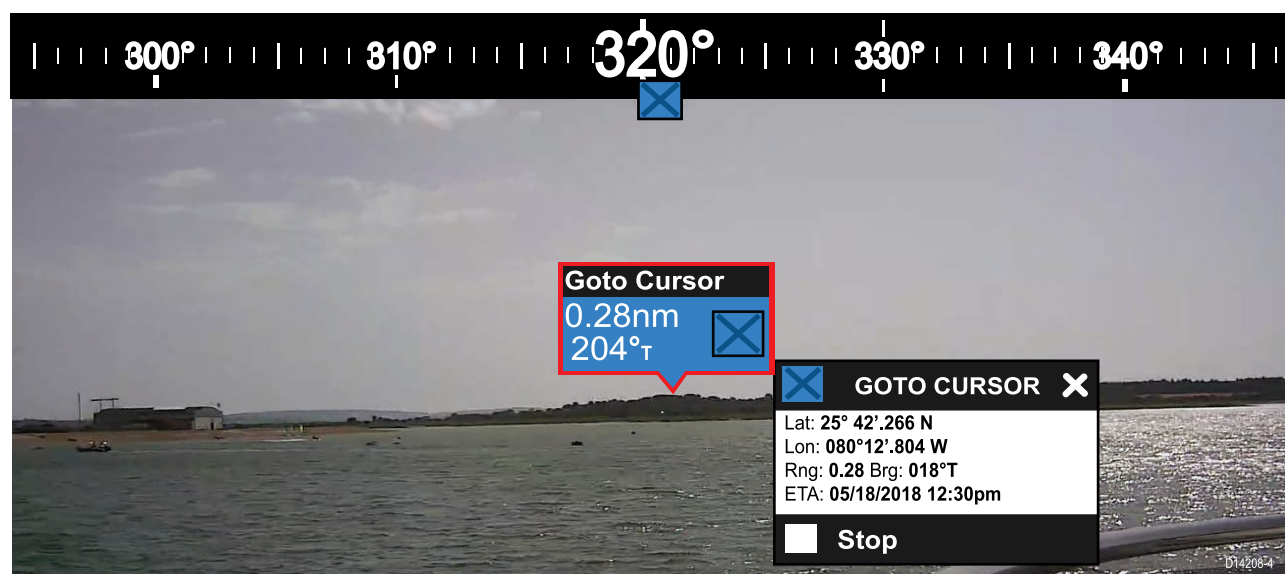 300° 310° 320° 330° 340°
Goto Cursor
0.28nm
204°T
GOTO CURSOR
Lat: 25° 42’.266 N
Lon: 080°12’.804 W
Rng: 0.28 Brg: 018°T
ETA: 05/18/2018 12:30pm
Stop
D14208-4